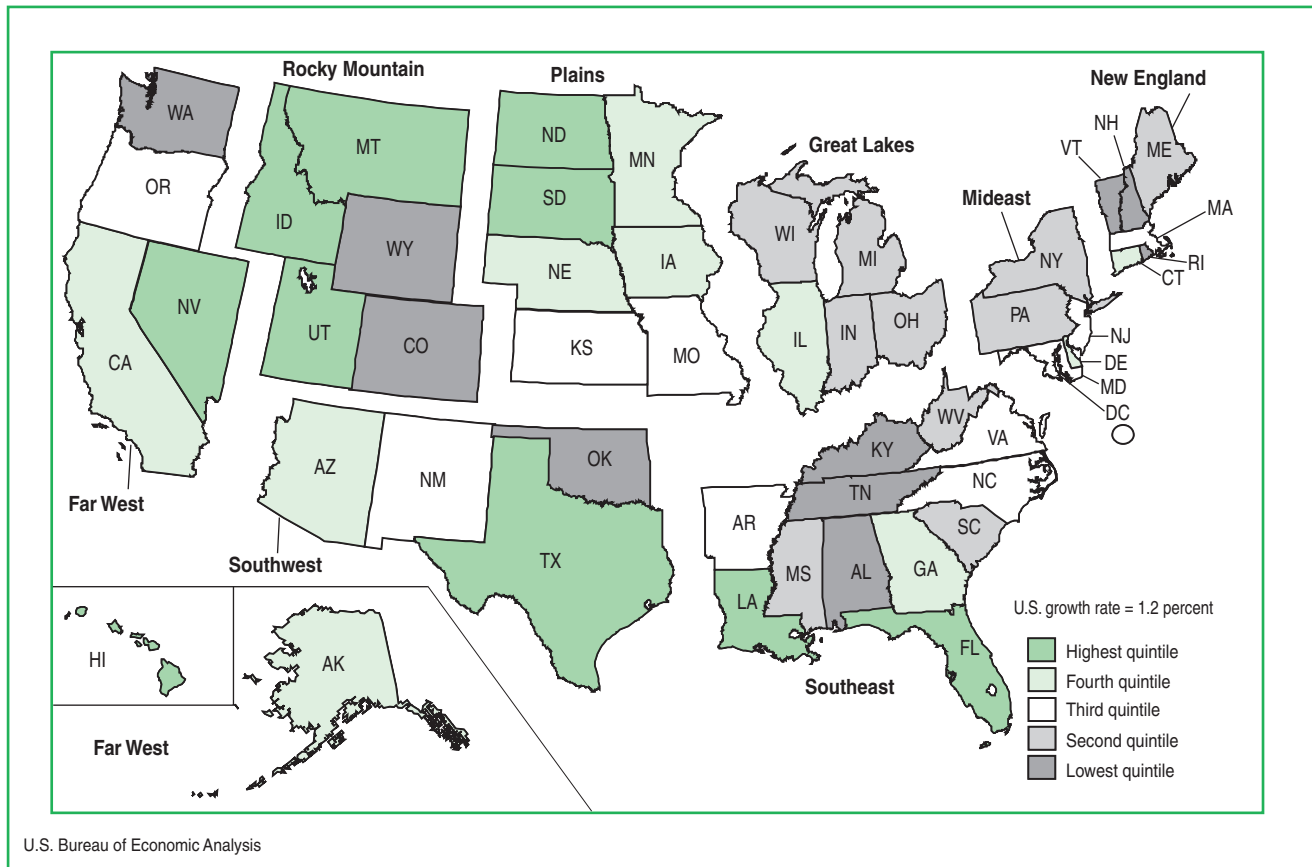 Rocky Mountain
Plains
New England
Great Lakes
Mideast
WA
OR
CA
NV
ID
MT
WY
UT
CO
ND
SD
NE
KS
MN
IA
MO
WI
MI
IL
IN
OH
VT
NH
ME
MA
RI
CT
NY
PA
NJ
DE
MD
DC
AZ
NM
OK
TX
AR
LA
KY
TN
MS
AL
WV
VA
NC
SC
GA
FL
Far West
Southwest
Southeast
HI
AK
Far West
U.S. growth rate = 1.2 percent
Highest quintile
Fourth quintile
Third quintile
Second quintile
Lowest quintile
U.S. Bureau of Economic Analysis